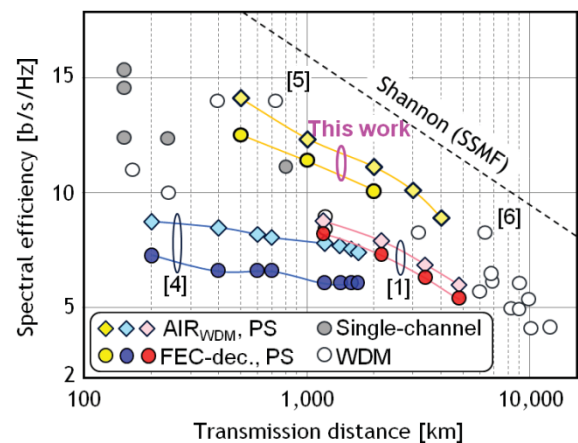 Spectral efficiency [b/s/Hz]
15
10
5
2
[5]
This work
Shannon (SSMF)
[6]
[4]
[1]
AIRWDM, PS
Single-channel
FEC-dec., PS
WDM
100
1,000
10,000
Transmission distance [km]